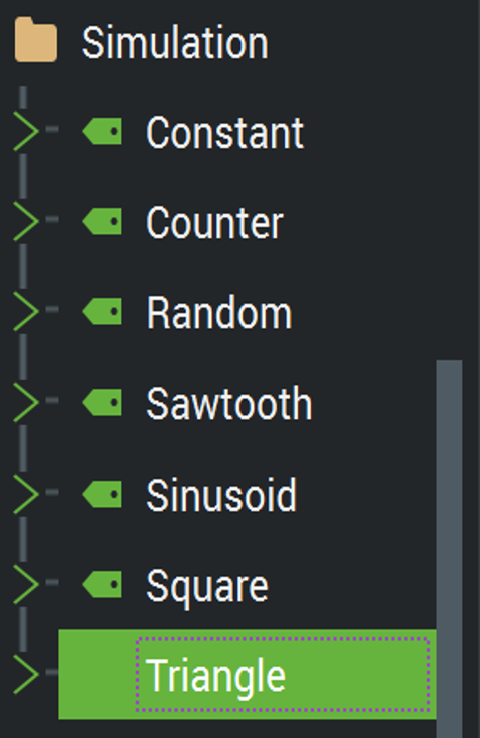 Simulation
Constant
Counter
Random
Sawtooth
Sinusoid
Square
Triangle